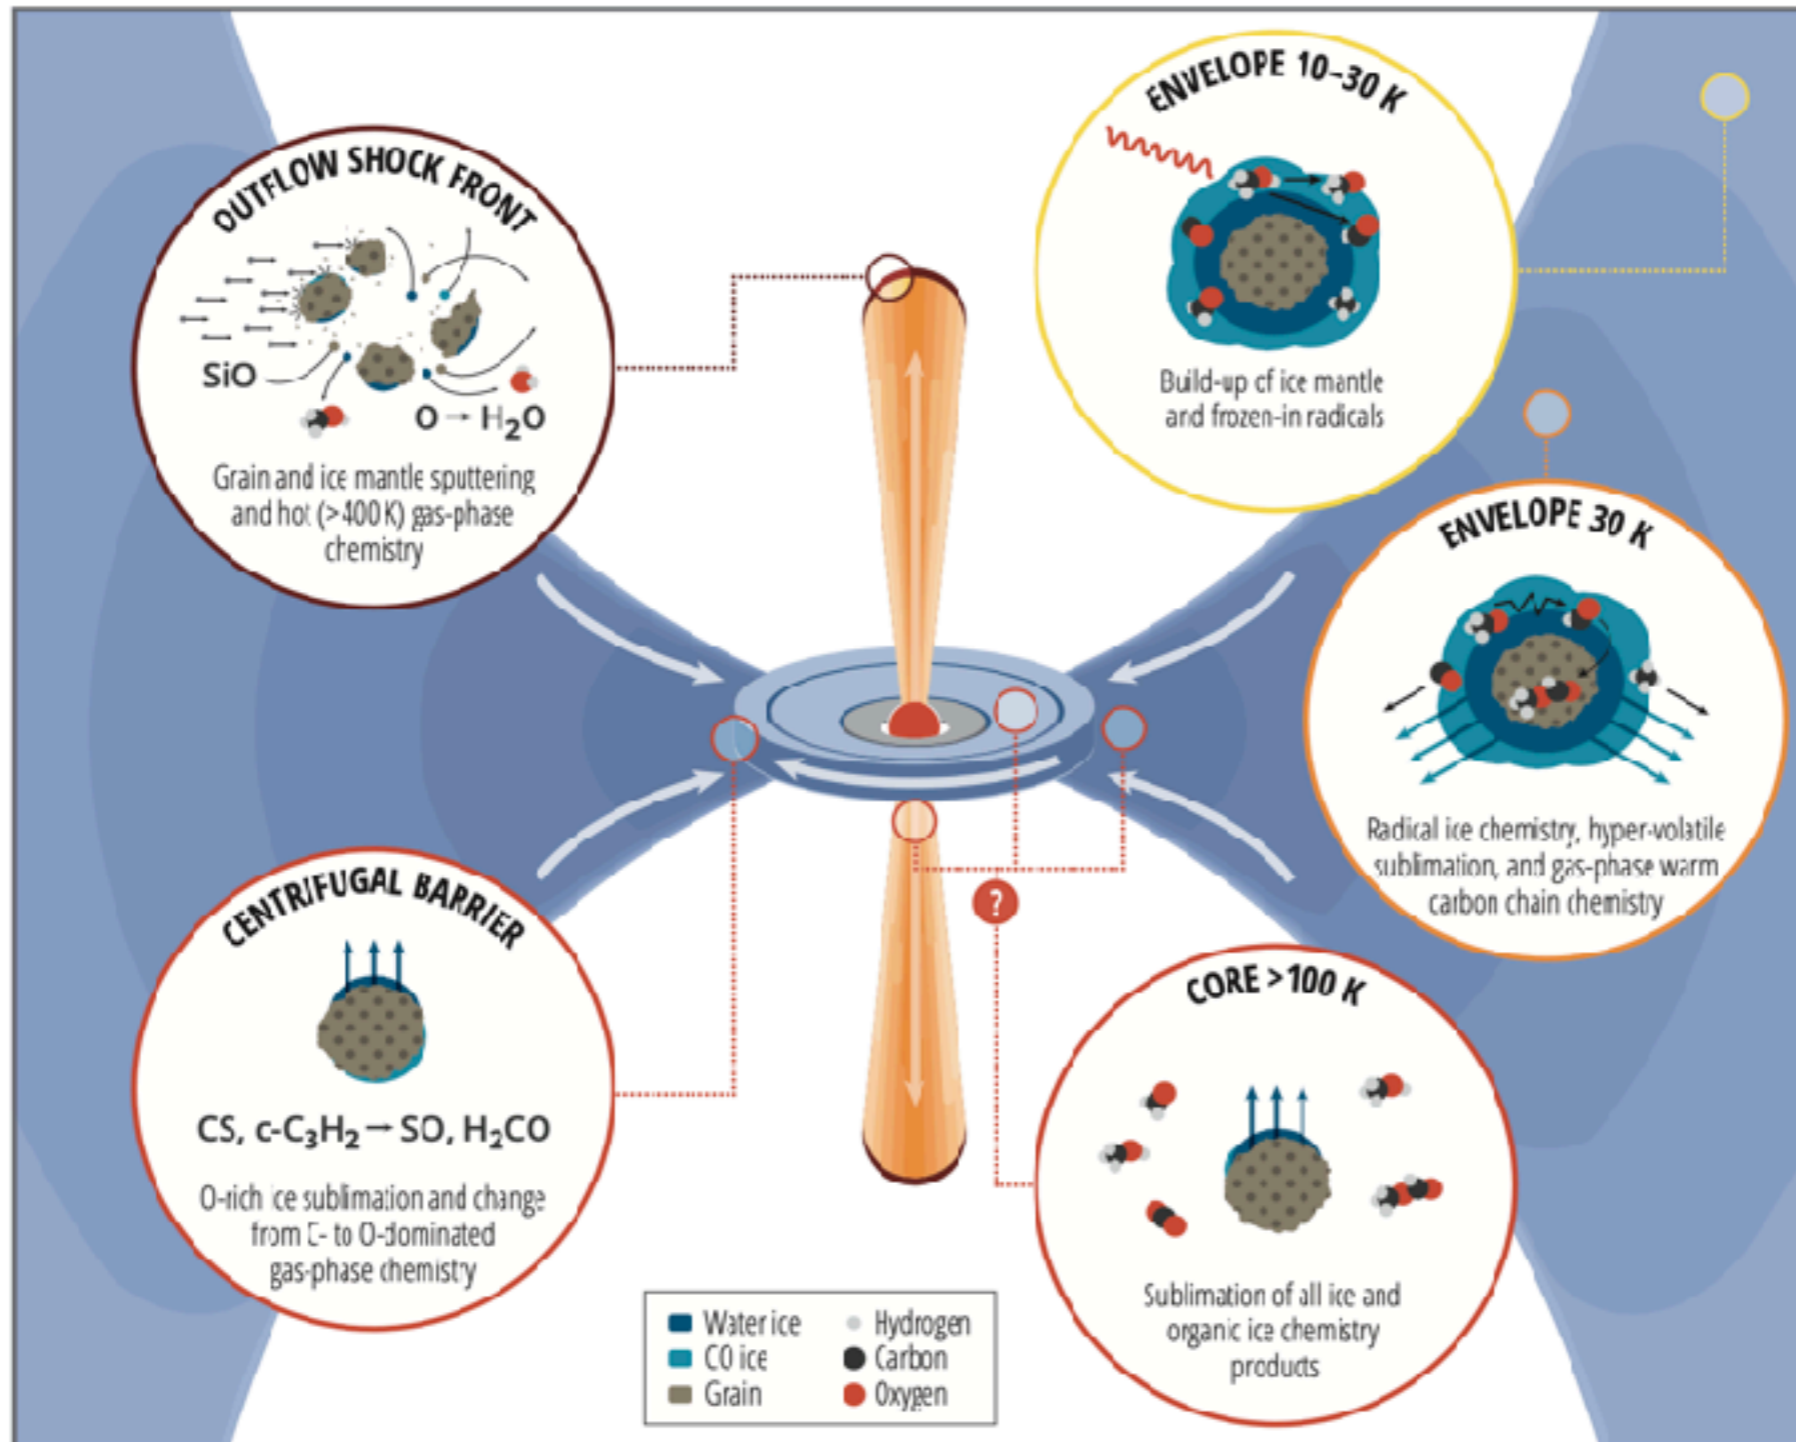 OUTFLOW SHOCK FRONT
SiO
O → H₂O
Grain and ice mantle sputtering
and hot (>400 K) gas-phase
chemistry
ENVELOPE 10–30 K
Build-up of ice mantle
and frozen-in radicals
ENVELOPE 30 K
Radical ice chemistry, hyper-volatile
sublimation, and gas-phase warm
carbon chain chemistry
CENTRIFUGAL BARRIER
CS, c-C₃H₂ → SO, H₂CO
O-rich ice sublimation and change
from C- to O-dominated
gas-phase chemistry
?
CORE >100 K
Sublimation of all ice and
organic ice chemistry
products
Water ice
CO ice
Grain
Hydrogen
Carbon
Oxygen